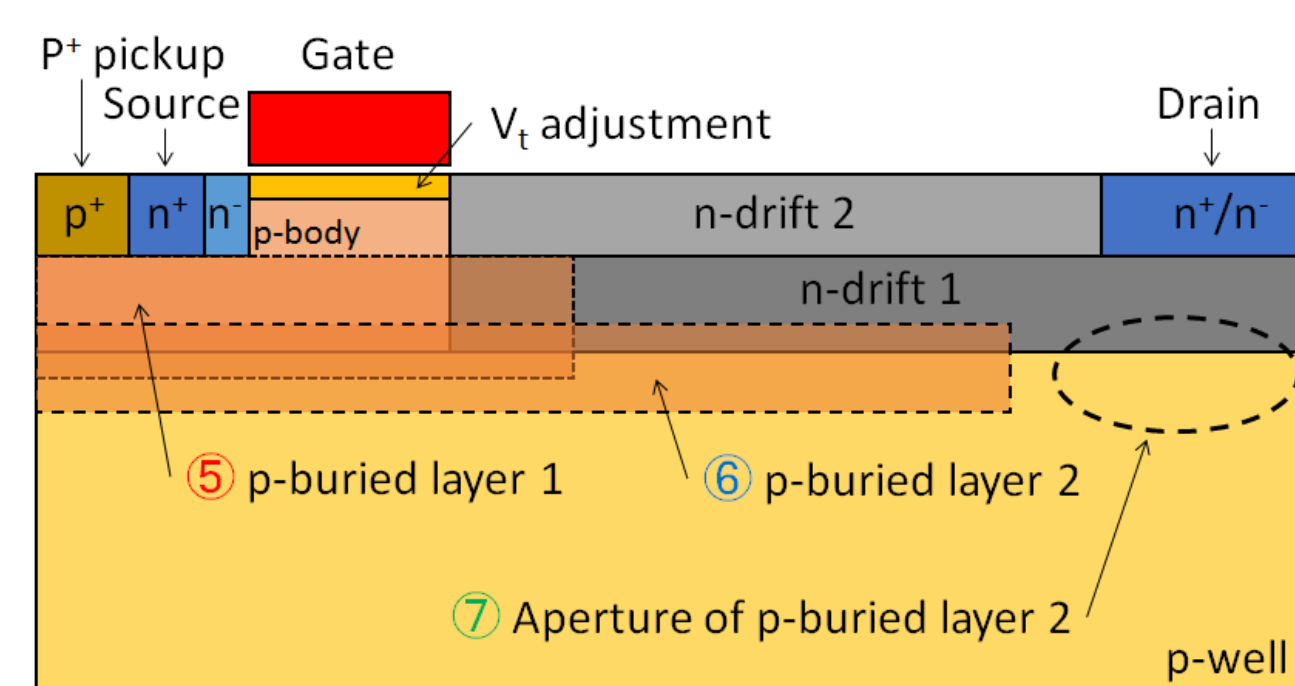 P⁺ pickup
Gate
Source
Vₜ adjustment
Drain
p⁺
n⁺
n⁻
p-body
n-drift 2
n⁺/n⁻
n-drift 1
⑤ p-buried layer 1
⑥ p-buried layer 2
⑦ Aperture of p-buried layer 2
p-well